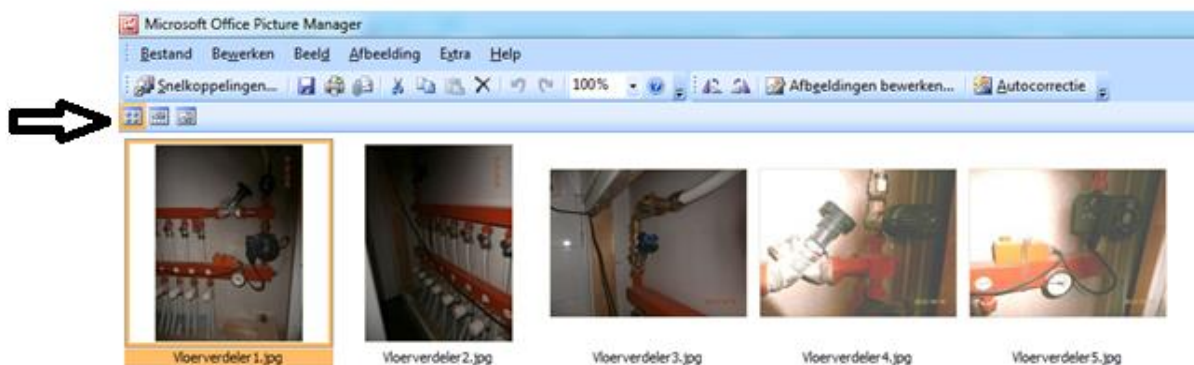 Microsoft Office Picture Manager
Bestand Bewerken Beeld Afbeelding Extra Help
Snelkoppelingen... 100% Afbeeldingen bewerken... Autocorrectie
Vloerverdeler1.jpg Vloerverdeler2.jpg Vloerverdeler3.jpg Vloerverdeler4.jpg Vloerverdeler5.jpg